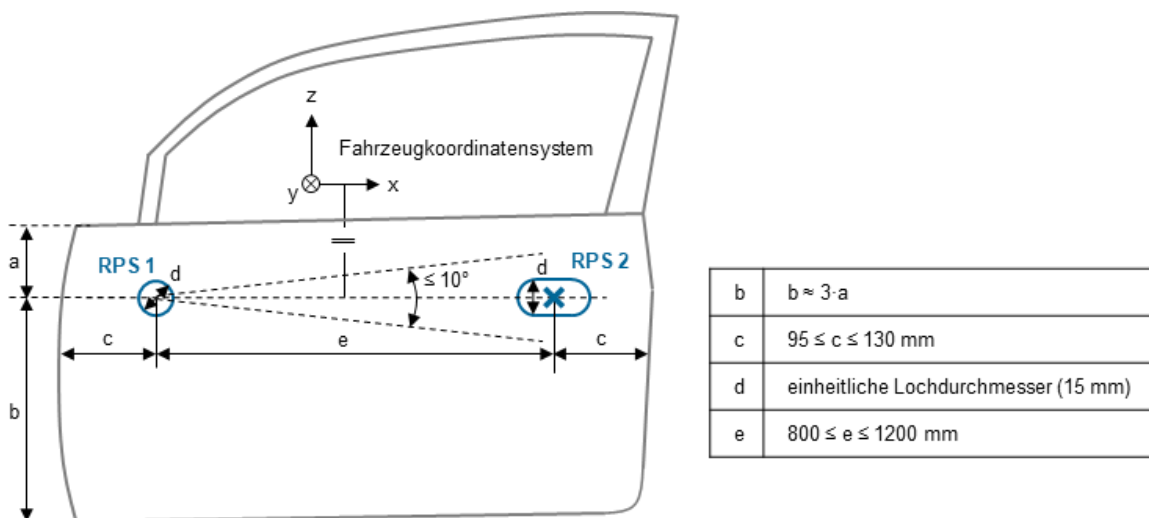 z
Fahrzeugkoordinatensystem
y
x
a
RPS 1
d
≤ 10°
d
RPS 2
c
e
c
b
b b ≈ 3·a
c 95 ≤ c ≤ 130 mm
d einheitliche Lochdurchmesser (15 mm)
e 800 ≤ e ≤ 1200 mm